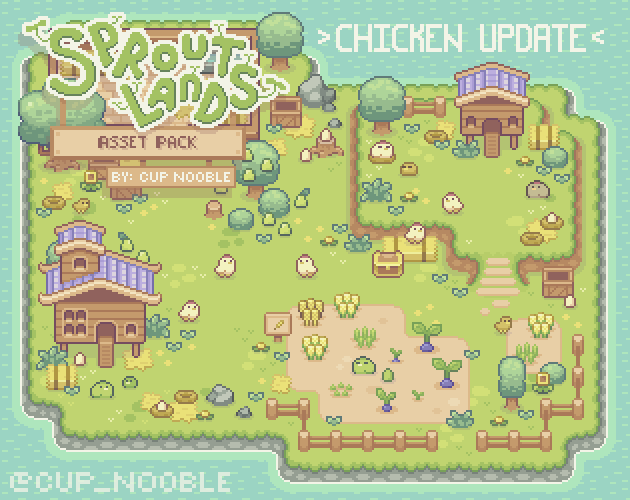 SPROUT
LANDS
>CHICKEN UPDATE<
ASSET PACK
BY: CUP NOOBLE
@CUP_NOOBLE